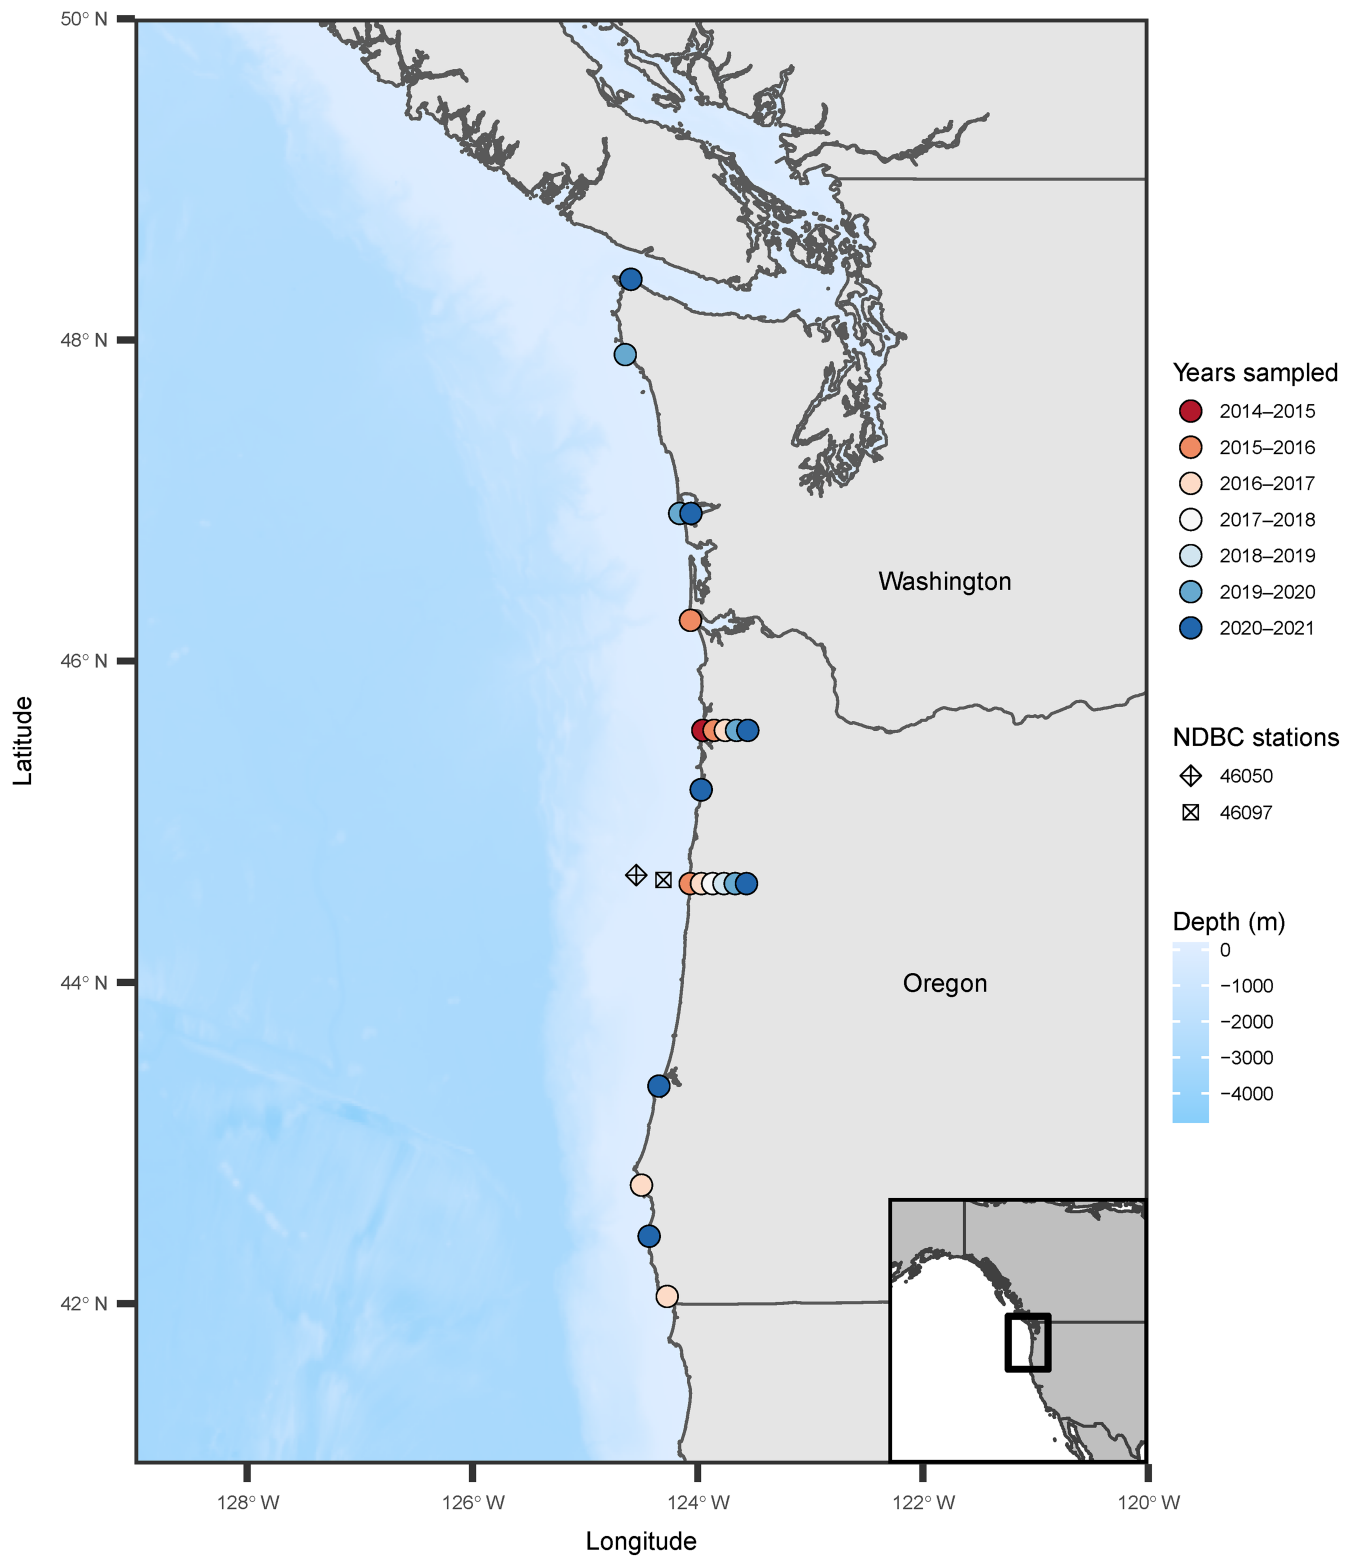 50° N
48° N
46° N
44° N
42° N
Latitude
128° W
126° W
124° W
122° W
120° W
Longitude
Washington
Oregon
Years sampled
2014–2015
2015–2016
2016–2017
2017–2018
2018–2019
2019–2020
2020–2021
NDBC stations
46050
46097
Depth (m)
0
−1000
−2000
−3000
−4000